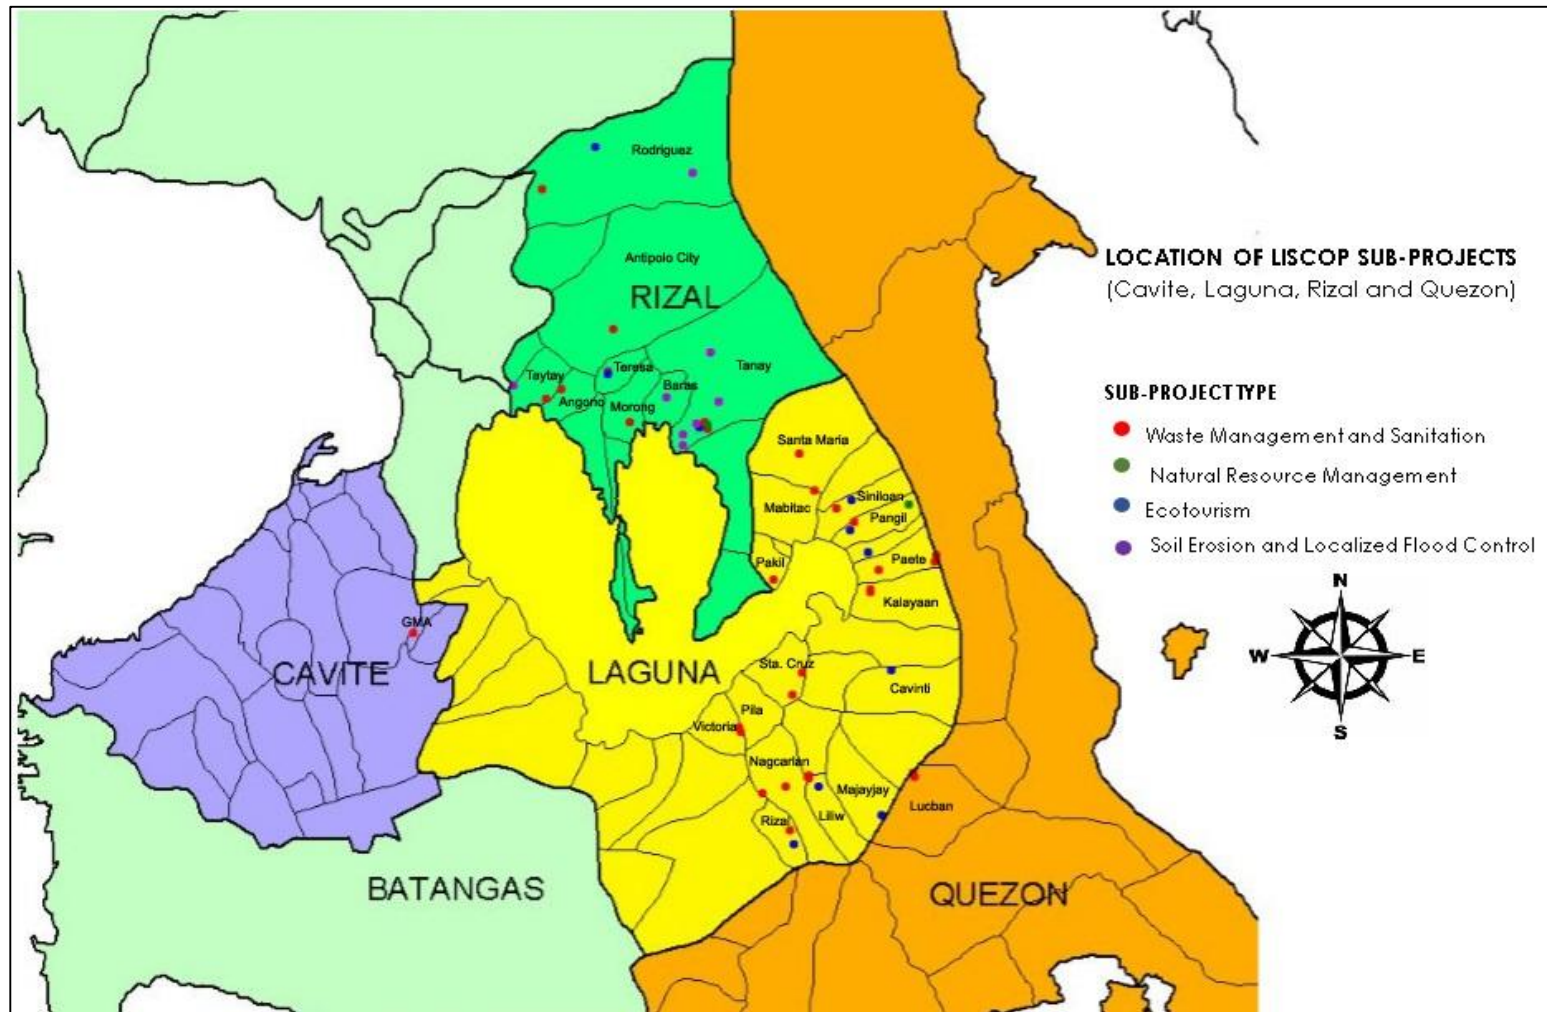 Rodriguez
Antipolo City
RIZAL
Taytay
Teresa
Tanay
Baras
Angono
Morong
Santa Maria
Mabitac
Siniloan
Pangil
Pakil
Paete
Kalayaan
GMA
CAVITE
LAGUNA
Sta. Cruz
Cavinti
Pila
Victoria
Nagcarlan
Majayjay
Lucban
Rizal
Liliw
BATANGAS
QUEZON
LOCATION OF LISCOP SUB-PROJECTS
(Cavite, Laguna, Rizal and Quezon)
SUB-PROJECT TYPE
Waste Management and Sanitation
Natural Resource Management
Ecotourism
Soil Erosion and Localized Flood Control
N
W E
S